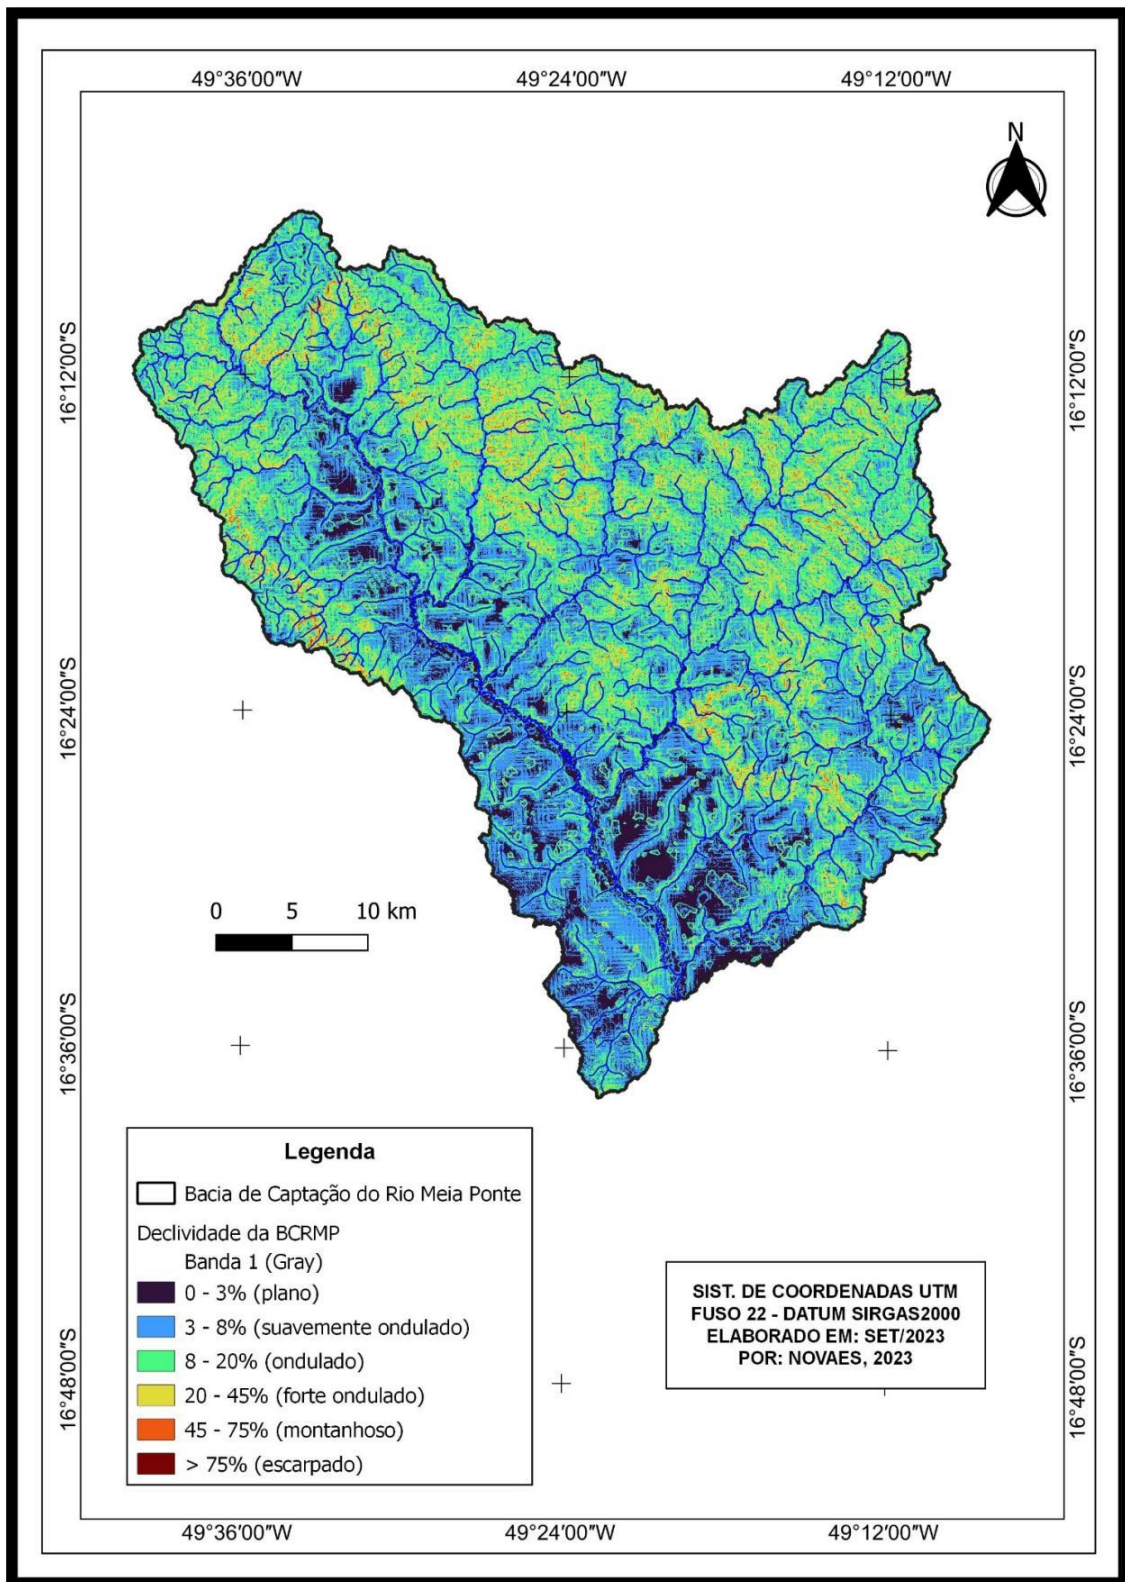 49°36'00"W 49°24'00"W 49°12'00"W
N
16°12'00"S
16°12'00"S
16°24'00"S
16°24'00"S
0 5 10 km
16°36'00"S
16°36'00"S
Legenda
Bacia de Captação do Rio Meia Ponte
Declividade da BCRMP
Banda 1 (Gray)
0 - 3% (plano)
3 - 8% (suavemente ondulado)
8 - 20% (ondulado)
20 - 45% (forte ondulado)
45 - 75% (montanhoso)
> 75% (escarpado)
SIST. DE COORDENADAS UTM
FUSO 22 - DATUM SIRGAS2000
ELABORADO EM: SET/2023
POR: NOVAES, 2023
16°48'00"S
16°48'00"S
49°36'00"W 49°24'00"W 49°12'00"W